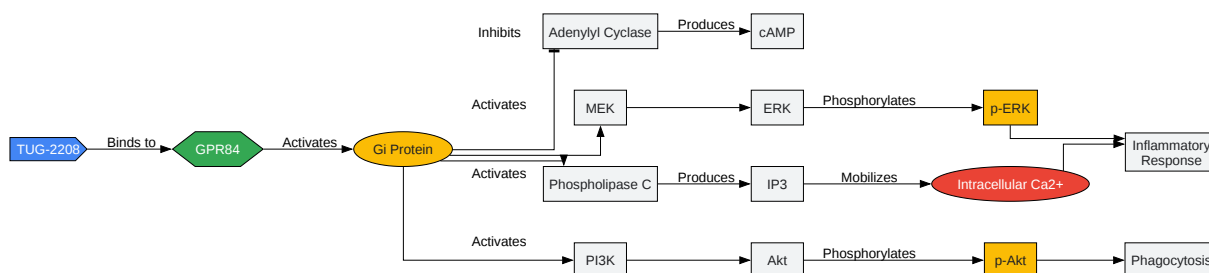 Inhibits
Adenylyl Cyclase
Produces
cAMP
Activates
MEK
ERK
Phosphorylates
p-ERK
TUG-2208
Binds to
GPR84
Activates
Gi Protein
Inflammatory
Response
Activates
Phospholipase C
Produces
IP3
Mobilizes
Intracellular Ca2+
Activates
PI3K
Akt
Phosphorylates
p-Akt
Phagocytosis